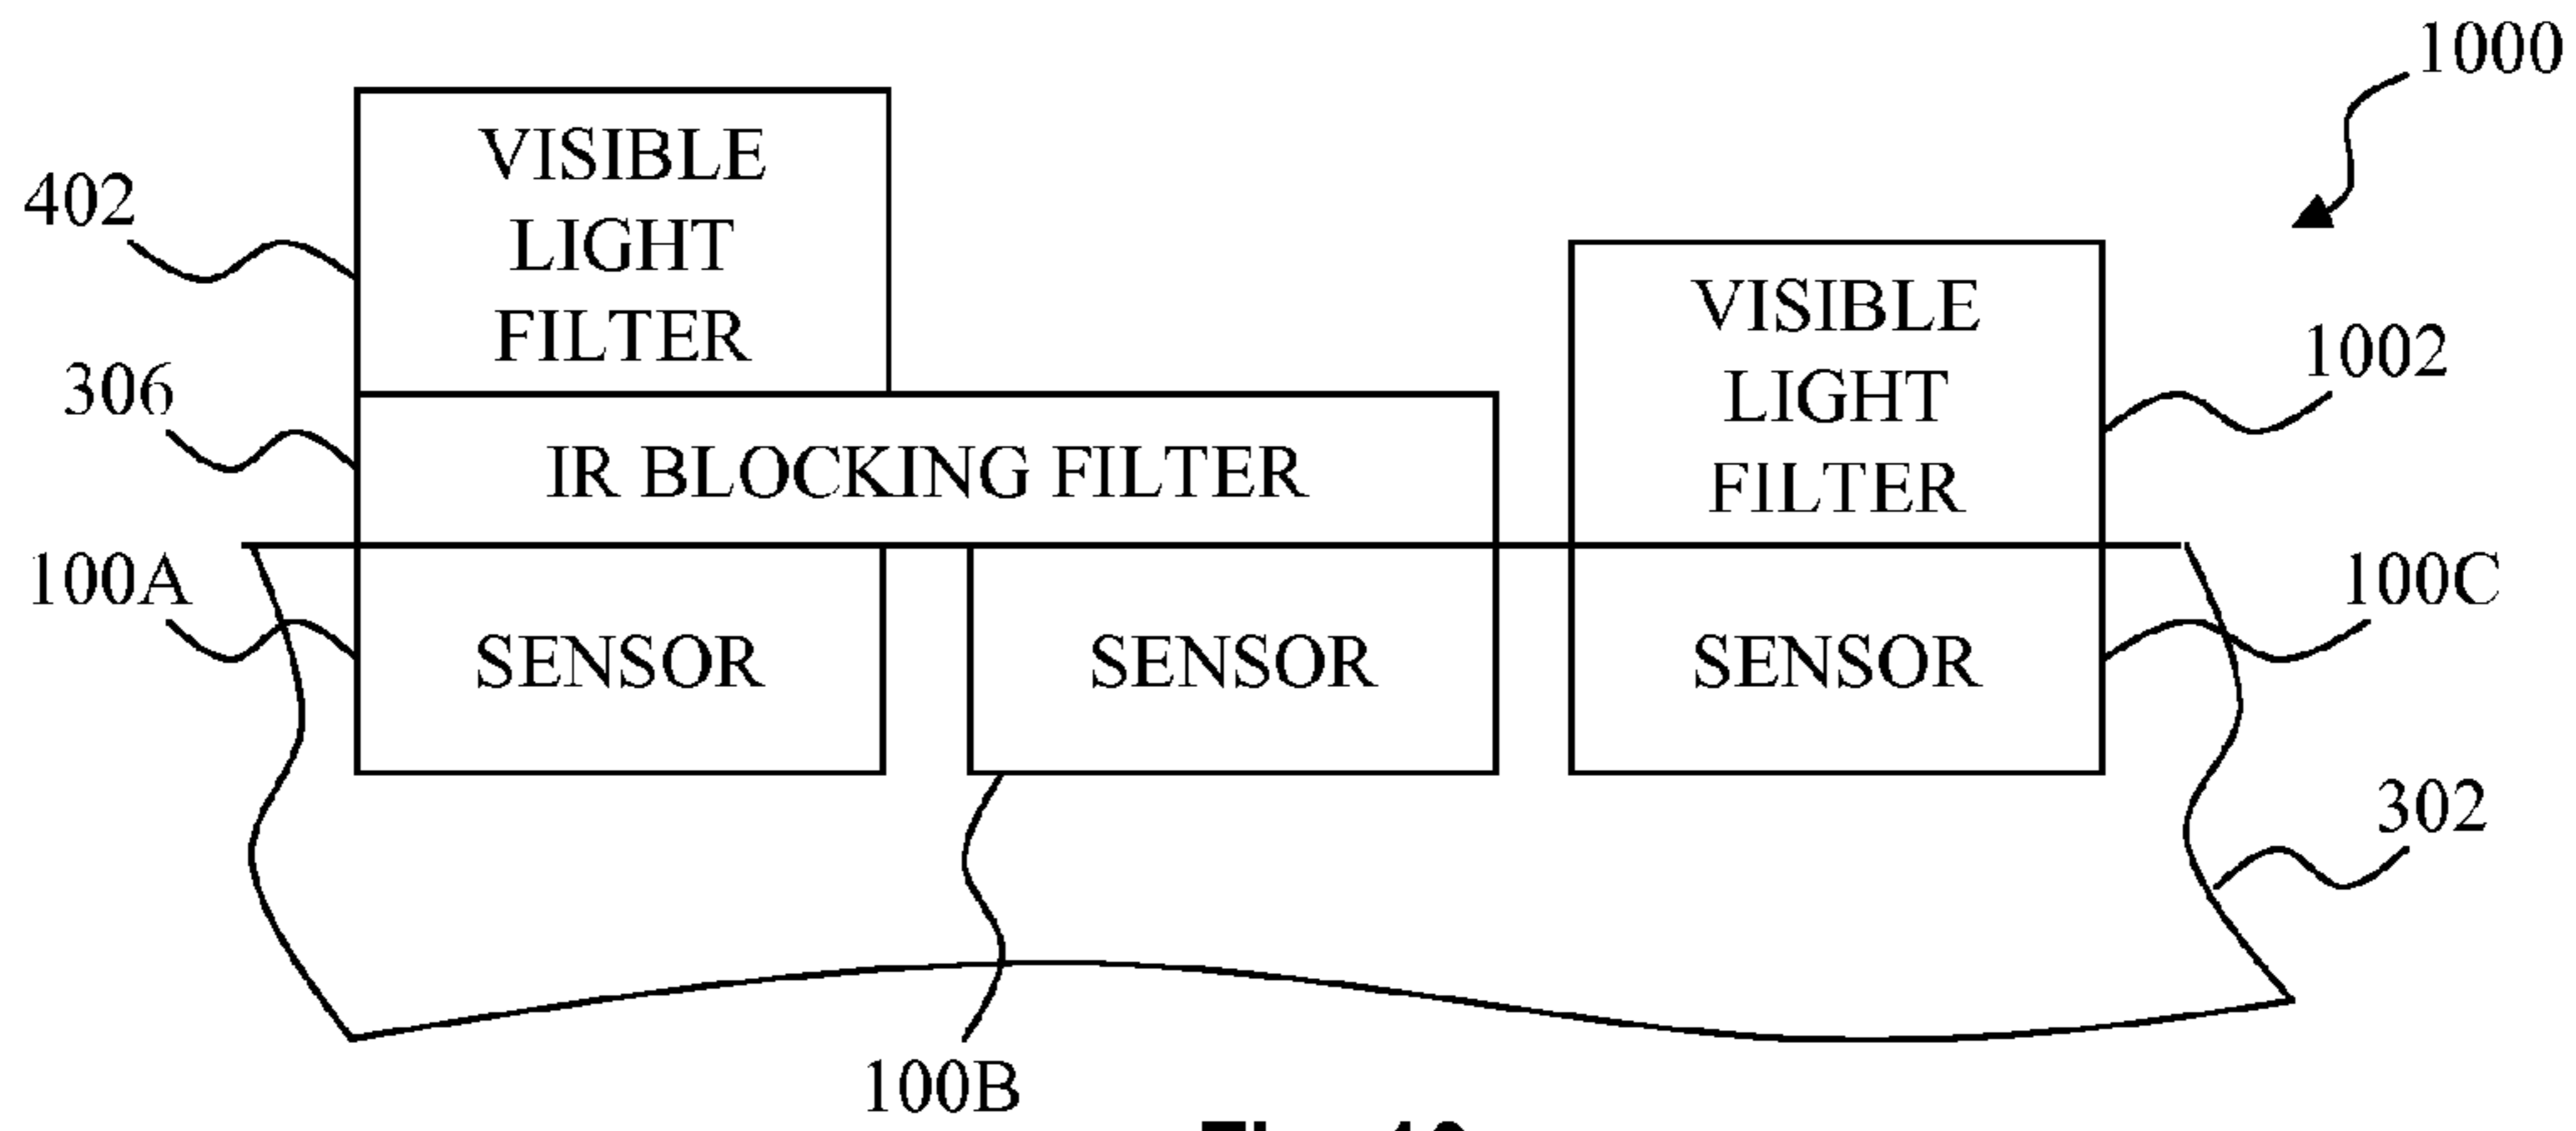 1000
VISIBLE
LIGHT
FILTER
402
VISIBLE
LIGHT
FILTER
1002
306
IR BLOCKING FILTER
100A
SENSOR
SENSOR
SENSOR
100C
302
100B